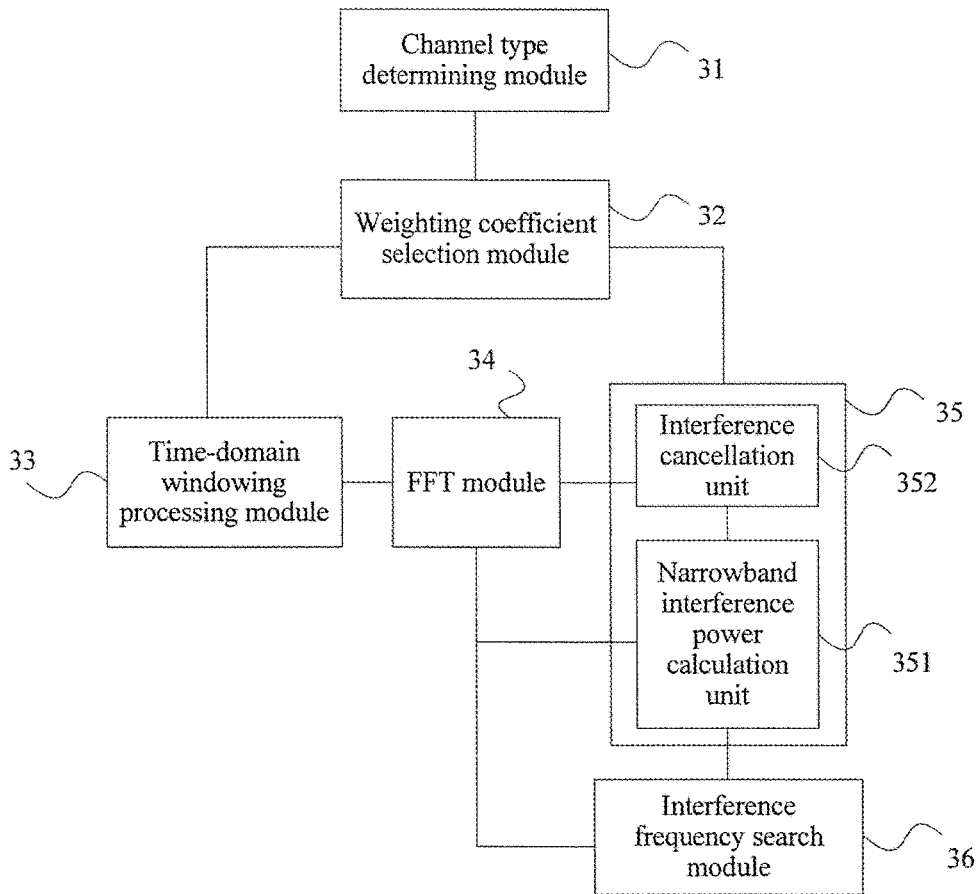 Channel type
determining module
31
Weighting coefficient
selection module
32
34
35
33
Time-domain
windowing
processing module
FFT module
Interference
cancellation
unit
352
Narrowband
interference
power
calculation
unit
351
Interference
frequency search
module
36